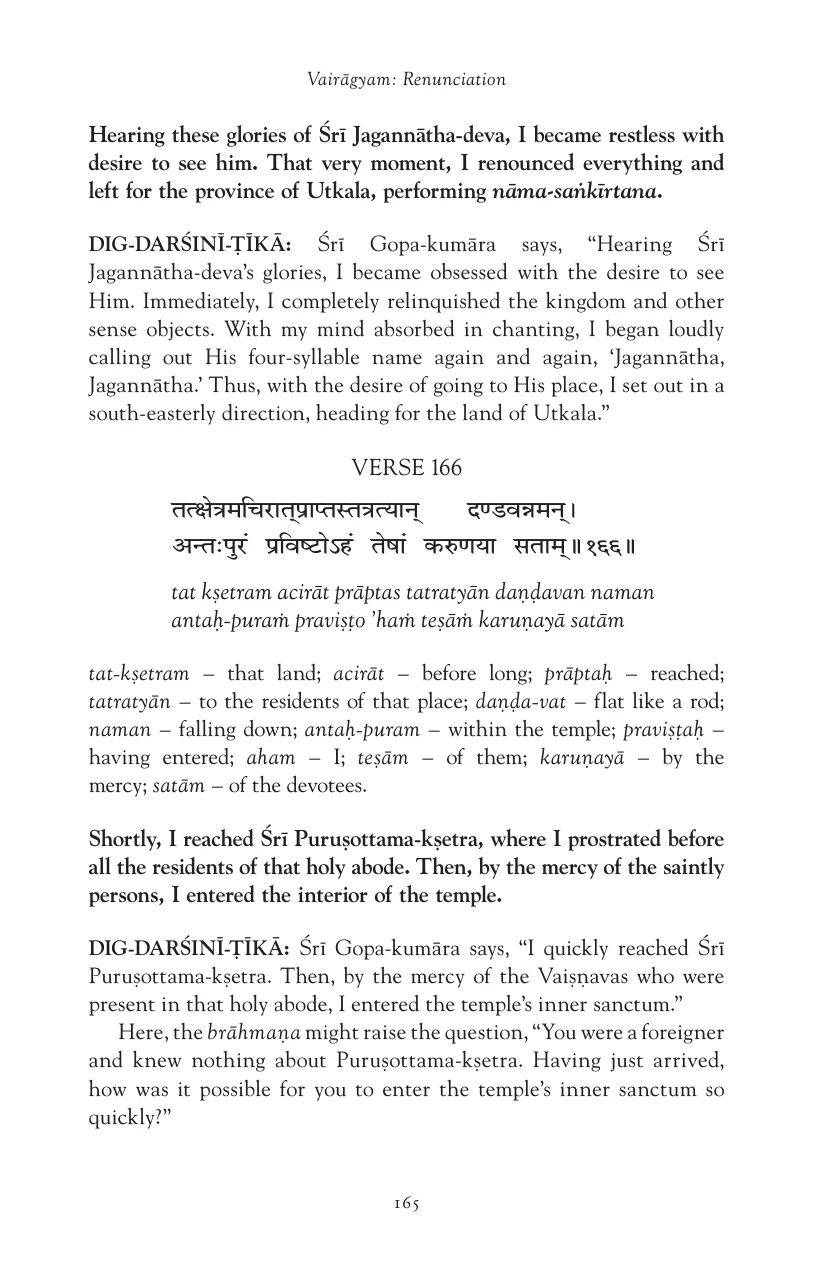 Vairāgyam: Renunciation
Hearing these glories of Śrī Jagannātha-deva, I became restless with
desire to see him. That very moment, I renounced everything and
left for the province of Utkala, performing nāma-saṅkīrtana.
DIG-DARŚINĪ-ṬĪKĀ: Śrī Gopa-kumāra says, “Hearing Śrī
Jagannātha-deva’s glories, I became obsessed with the desire to see
Him. Immediately, I completely relinquished the kingdom and other
sense objects. With my mind absorbed in chanting, I began loudly
calling out His four-syllable name again and again, ‘Jagannātha,
Jagannātha.’ Thus, with the desire of going to His place, I set out in a
south-easterly direction, heading for the land of Utkala.”
VERSE 166
तत्क्षेत्रमचिरात्प्राप्तस्तत्रत्यान् दण्डवन्नमन्।
अन्तःपुरं प्रविष्टोऽहं तेषां करुणया सताम्॥१६६॥
tat kṣetram acirāt prāptas tatratyān daṇḍavan naman
antaḥ-puraṁ praviṣṭo ’haṁ teṣāṁ karuṇayā satām
tat-kṣetram – that land; acirāt – before long; prāptaḥ – reached;
tatratyān – to the residents of that place; daṇḍa-vat – flat like a rod;
naman – falling down; antaḥ-puram – within the temple; praviṣṭaḥ –
having entered; aham – I; teṣām – of them; karuṇayā – by the
mercy; satām – of the devotees.
Shortly, I reached Śrī Puruṣottama-kṣetra, where I prostrated before
all the residents of that holy abode. Then, by the mercy of the saintly
persons, I entered the interior of the temple.
DIG-DARŚINĪ-ṬĪKĀ: Śrī Gopa-kumāra says, “I quickly reached Śrī
Puruṣottama-kṣetra. Then, by the mercy of the Vaiṣṇavas who were
present in that holy abode, I entered the temple’s inner sanctum.”
Here, the brāhmaṇa might raise the question, “You were a foreigner
and knew nothing about Puruṣottama-kṣetra. Having just arrived,
how was it possible for you to enter the temple’s inner sanctum so
quickly?”
165